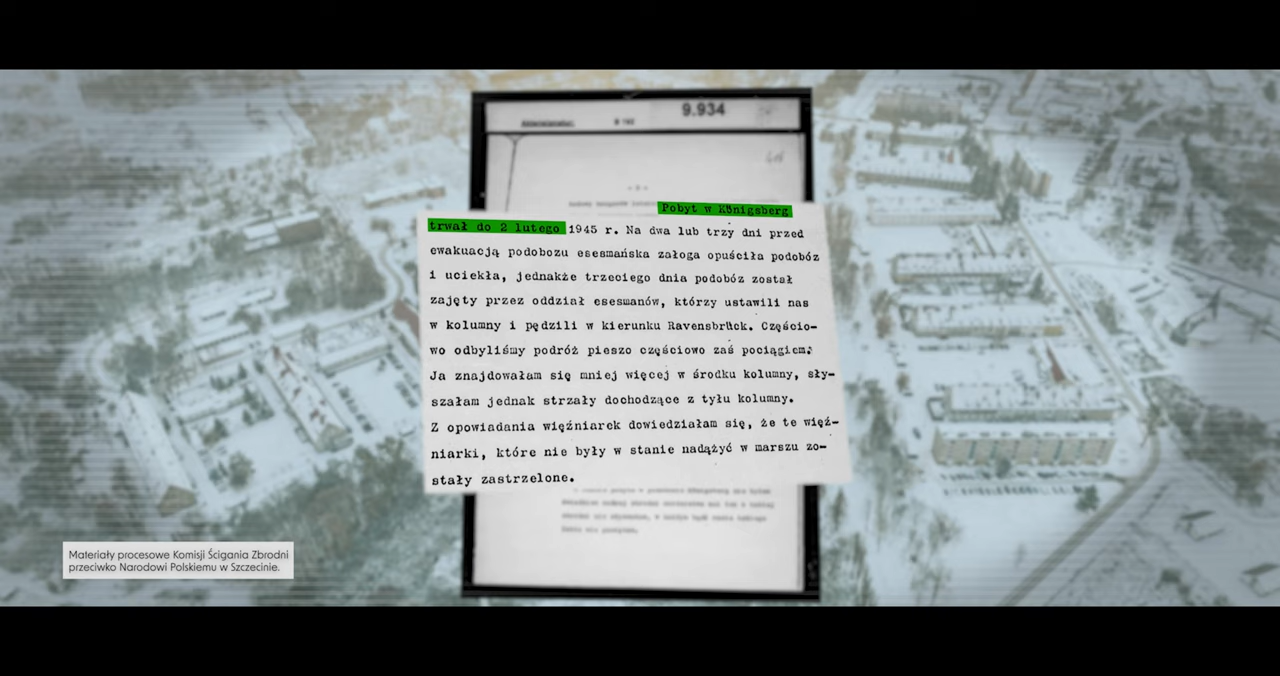 9.934
Pobyt w Königsberg
trwał do 2 lutego 1945 r. Na dwa lub trzy dni przed
ewakuacją podobozu esesmańska załoga opuściła podobóz
i uciekła, jednakże trzeciego dnia podobóz został
zajęty przez oddział esesmanów, którzy ustawili nas
w kolumny i pędzili w kierunku Ravensbrück. Częścio-
wo odbyliśmy podróż pieszo częściowo zaś pociągiem.
Ja znajdowałam się mniej więcej w środku kolumny, sły-
szałam jednak strzały dochodzące z tyłu kolumny.
Z opowiadania więźniarek dowiedziałam się, że te więź-
niarki, które nie były w stanie nadążyć w marszu zo-
stały zastrzelone.
Materiały procesowe Komisji Ścigania Zbrodni
przeciwko Narodowi Polskiemu w Szczecinie.